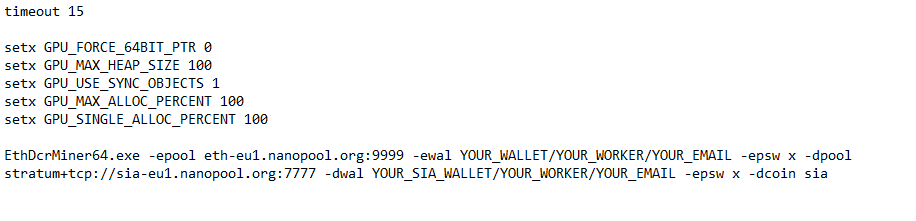 timeout 15
setx GPU_FORCE_64BIT_PTR 0
setx GPU_MAX_HEAP_SIZE 100
setx GPU_USE_SYNC_OBJECTS 1
setx GPU_MAX_ALLOC_PERCENT 100
setx GPU_SINGLE_ALLOC_PERCENT 100
EthDcrMiner64.exe -epool eth-eu1.nanopool.org:9999 -ewal YOUR_WALLET/YOUR_WORKER/YOUR_EMAIL -epsw x -dpool
stratum+tcp://sia-eu1.nanopool.org:7777 -dwal YOUR_SIA_WALLET/YOUR_WORKER/YOUR_EMAIL -epsw x -dcoin sia